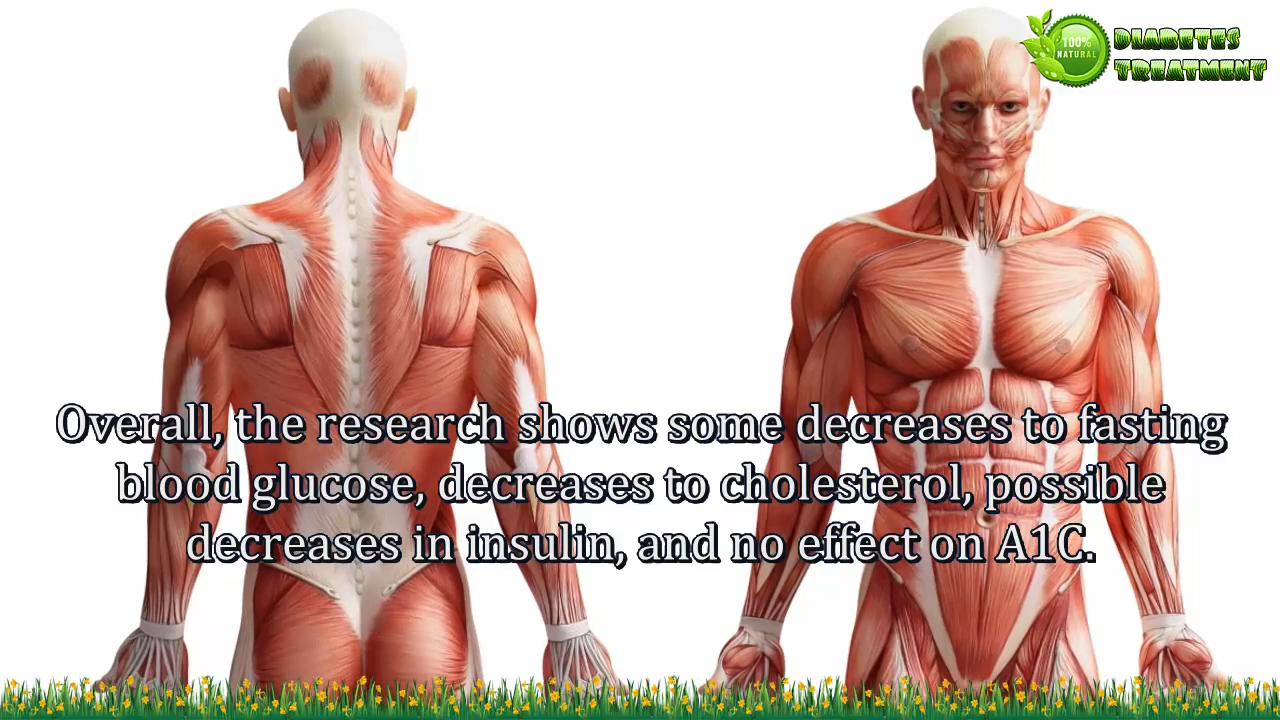 100%
NATURAL
DIABETES
TREATMENT
Overall, the research shows some decreases to fasting
blood glucose, decreases to cholesterol, possible
decreases in insulin, and no effect on A1C.